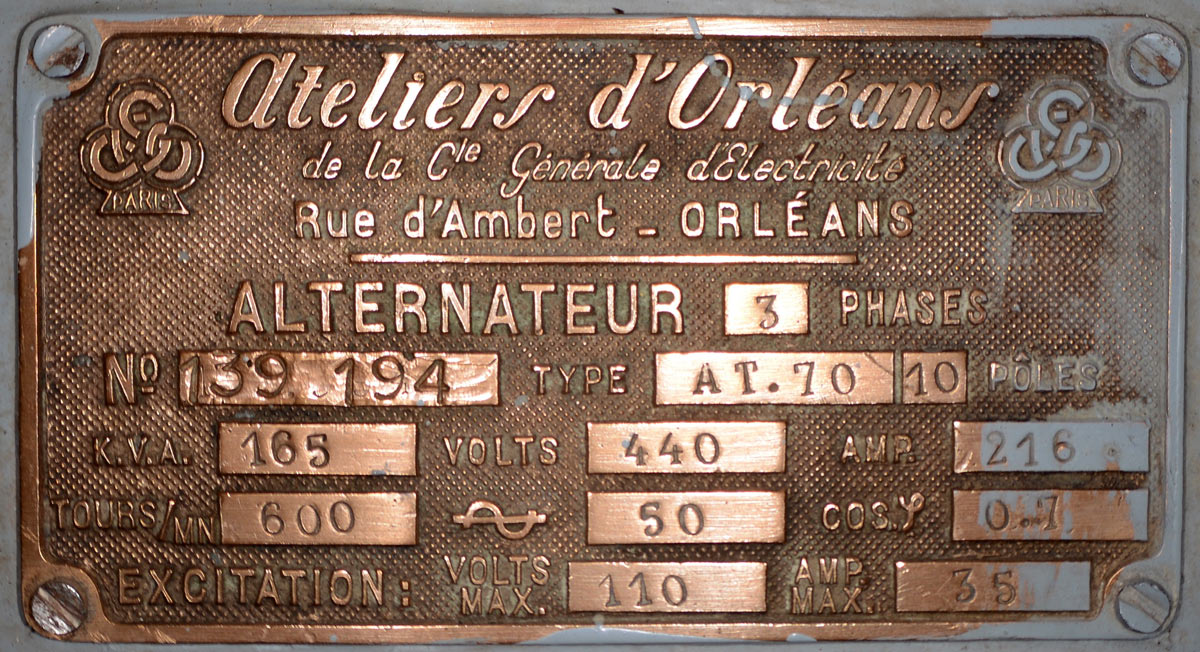 Ateliers d'Orléans
de la Cie Générale d'Electricité
Rue d'Ambert - ORLÉANS
CGE PARIS
CGE PARIS
ALTERNATEUR 3 PHASES
No 139 194 TYPE AT.70 10 PÔLES
K.V.A. 165 VOLTS 440 AMP. 216
TOURS/MN 600 50 COS.φ 0.7
EXCITATION: VOLTS MAX. 110 AMP. MAX. 35